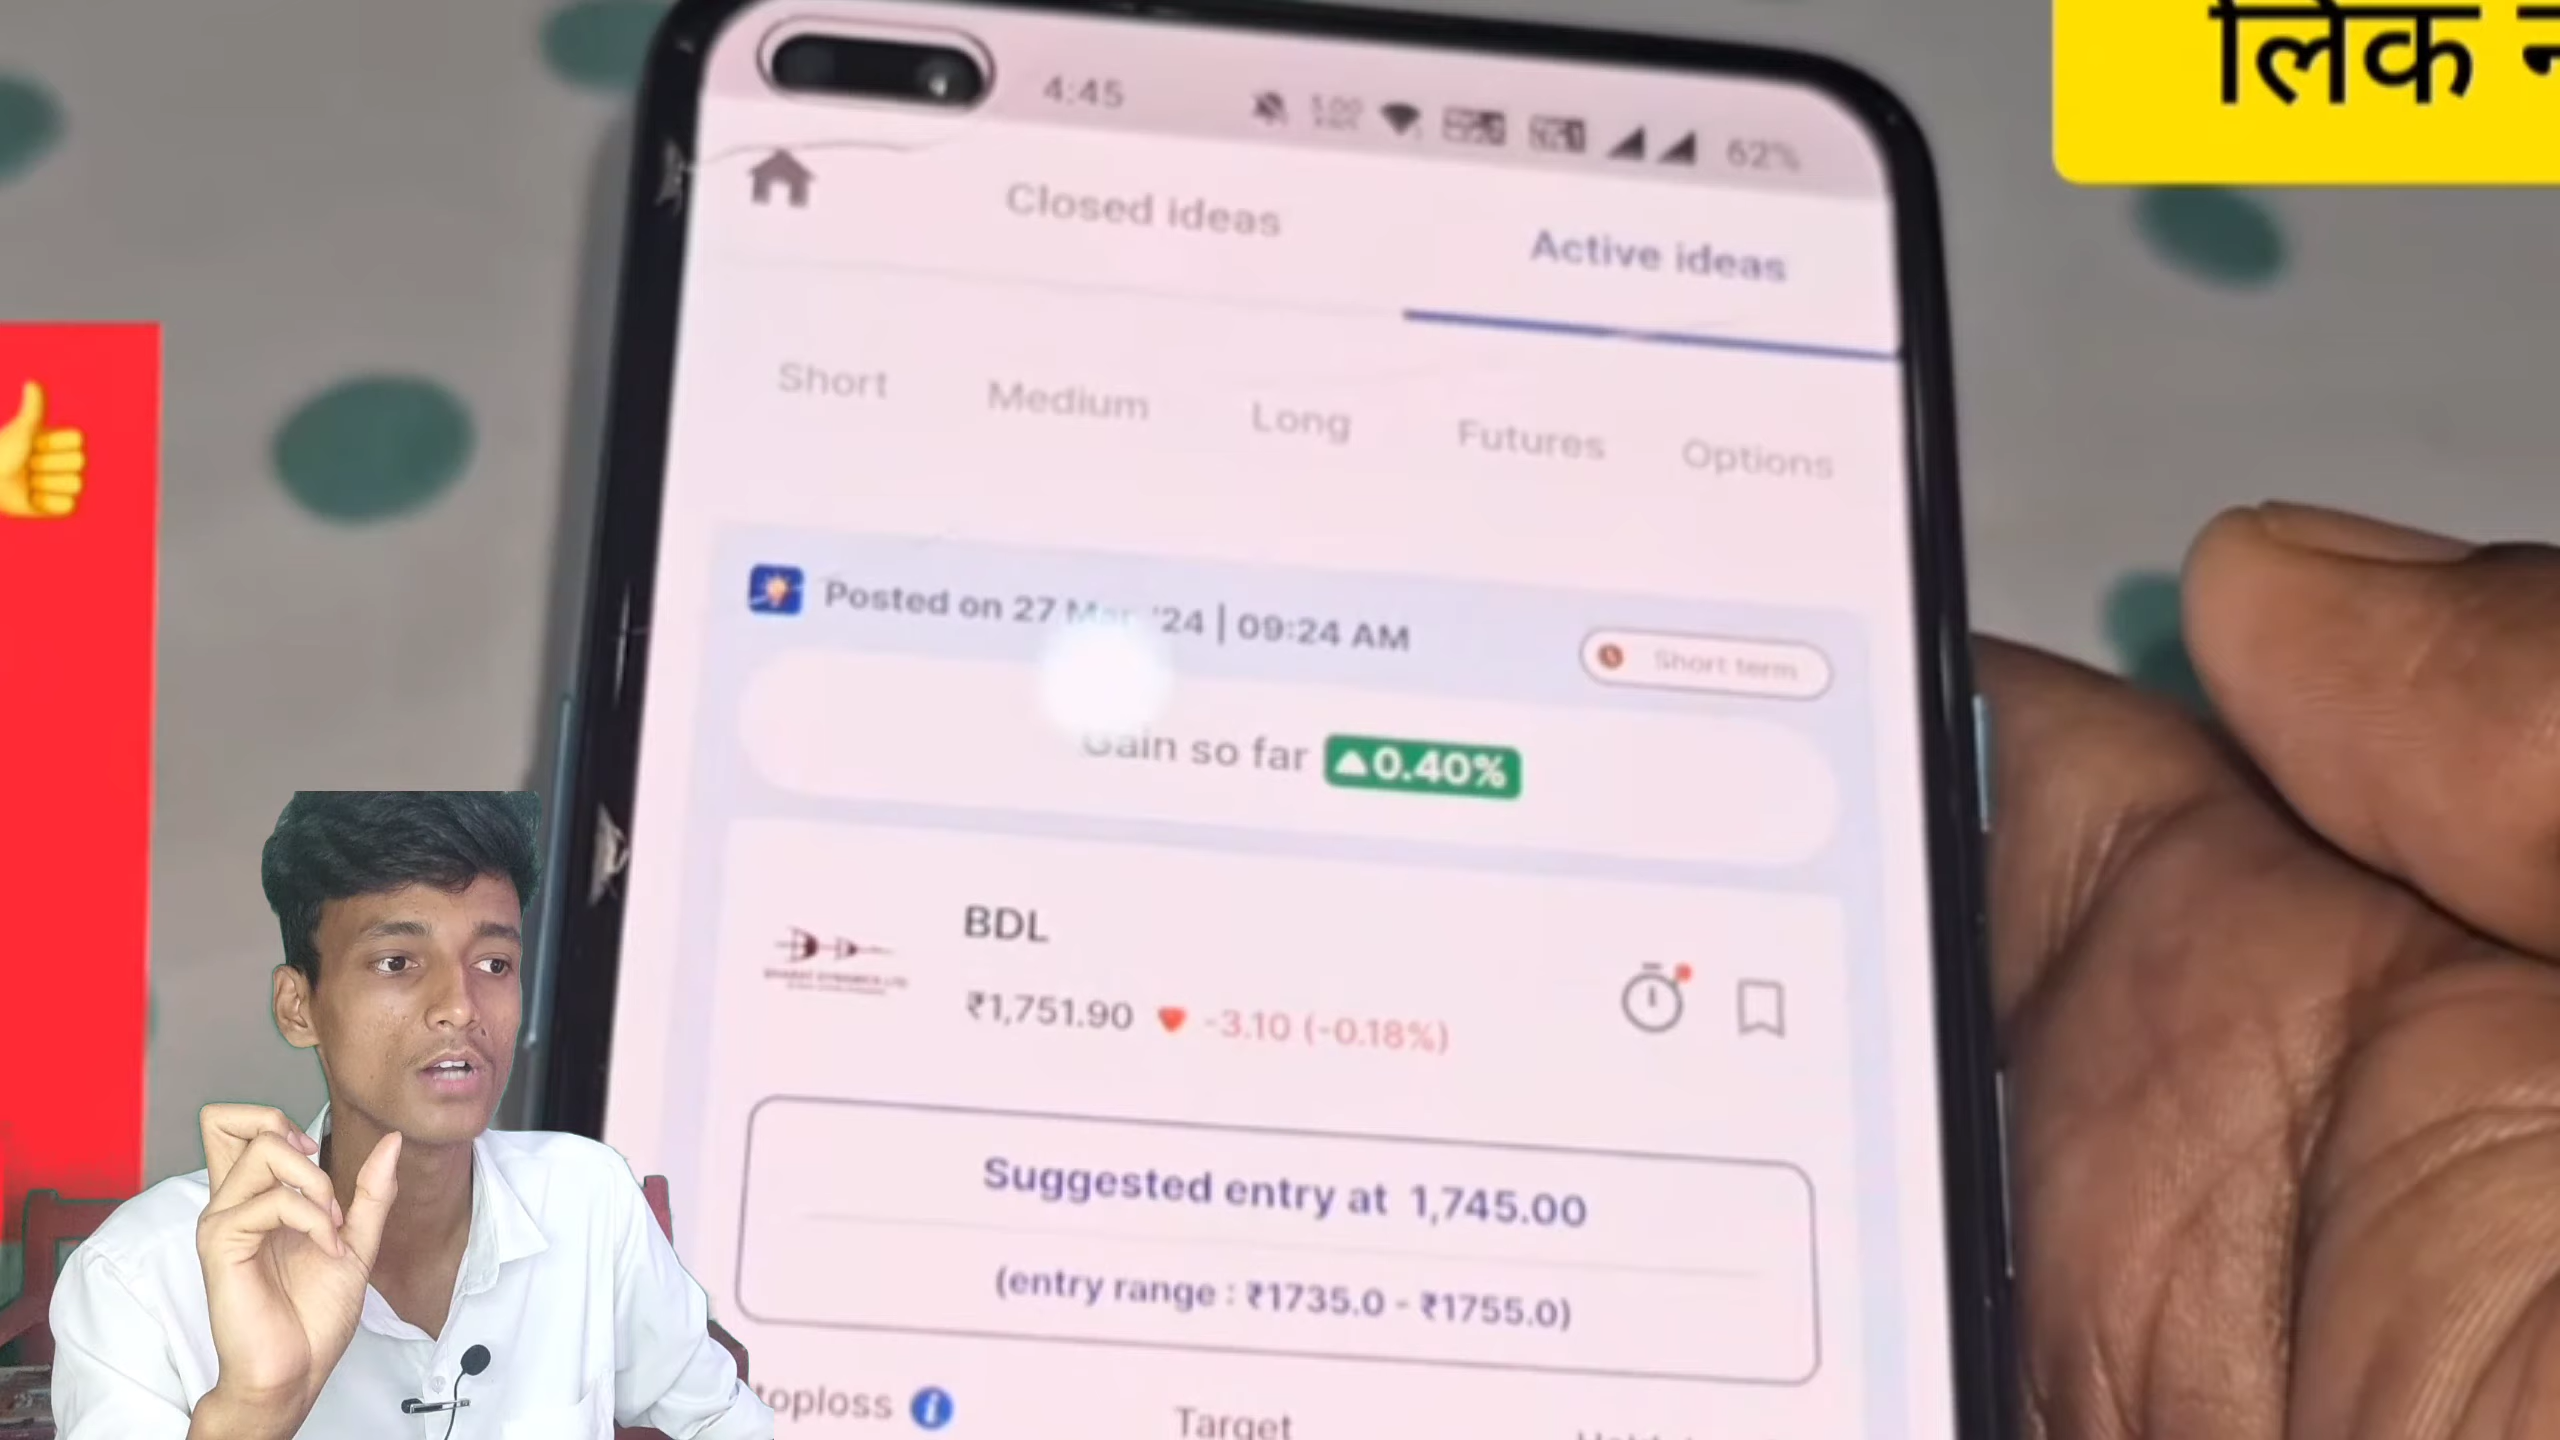 लिंक
4:45
62%
Closed ideas
Active ideas
Short
Medium
Long
Futures
Options
Posted on 27 Mar '24 | 09:24 AM
Short term
Gain so far ▲0.40%
BDL
₹1,751.90 -3.10 (-0.18%)
Suggested entry at 1,745.00
(entry range : ₹1735.0 - ₹1755.0)
toploss
Target